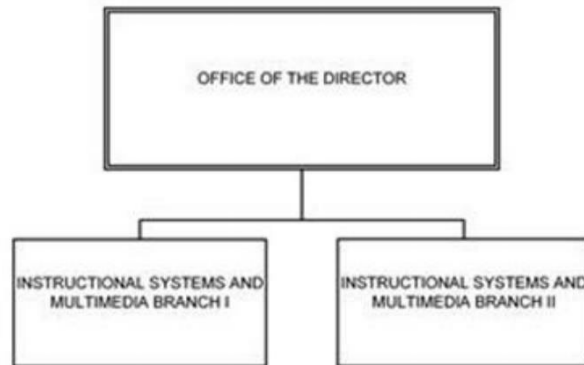 OFFICE OF THE DIRECTOR
INSTRUCTIONAL SYSTEMS AND
MULTIMEDIA BRANCH I
INSTRUCTIONAL SYSTEMS AND
MULTIMEDIA BRANCH II